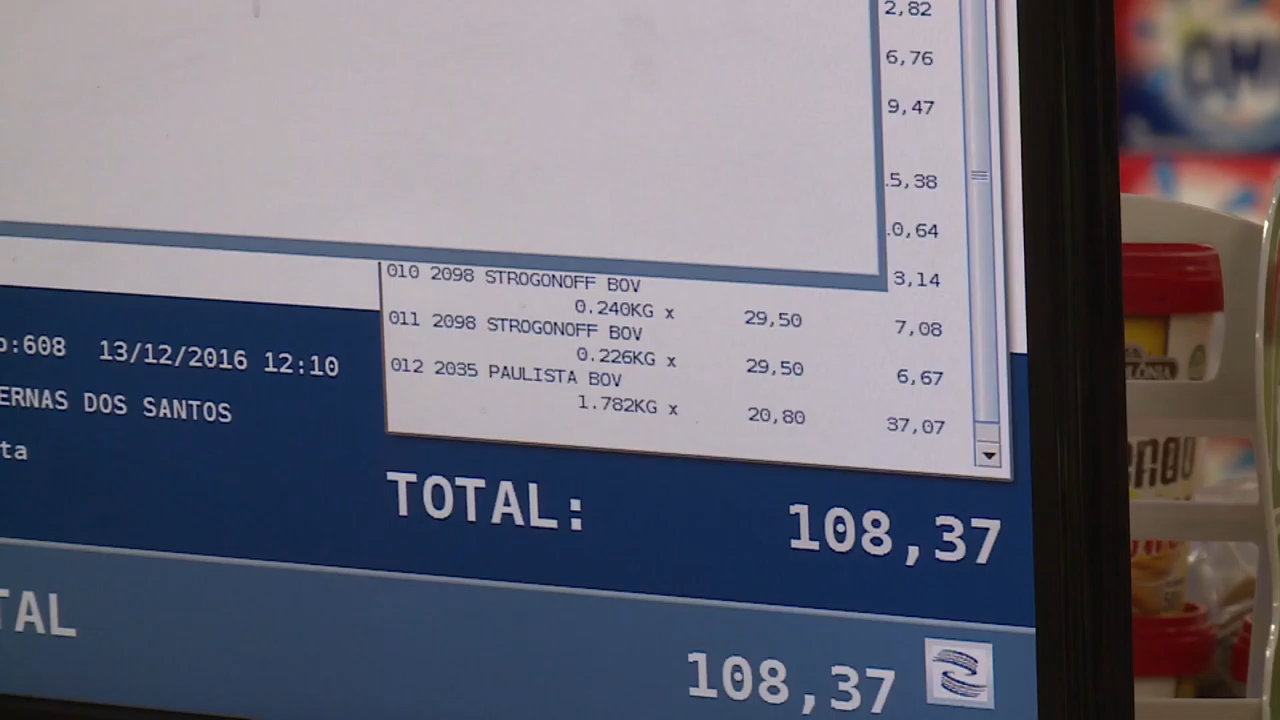 2,82
6,76
9,47
5,38
0,64
3,14
010 2098 STROGONOFF BOV
0.240KG x 29,50 7,08
011 2098 STROGONOFF BOV
0.226KG x 29,50 6,67
012 2035 PAULISTA BOV
1.782KG x 20,80 37,07
:608 13/12/2016 12:10
ERNAS DOS SANTOS
ta
TOTAL: 108,37
TAL 108,37